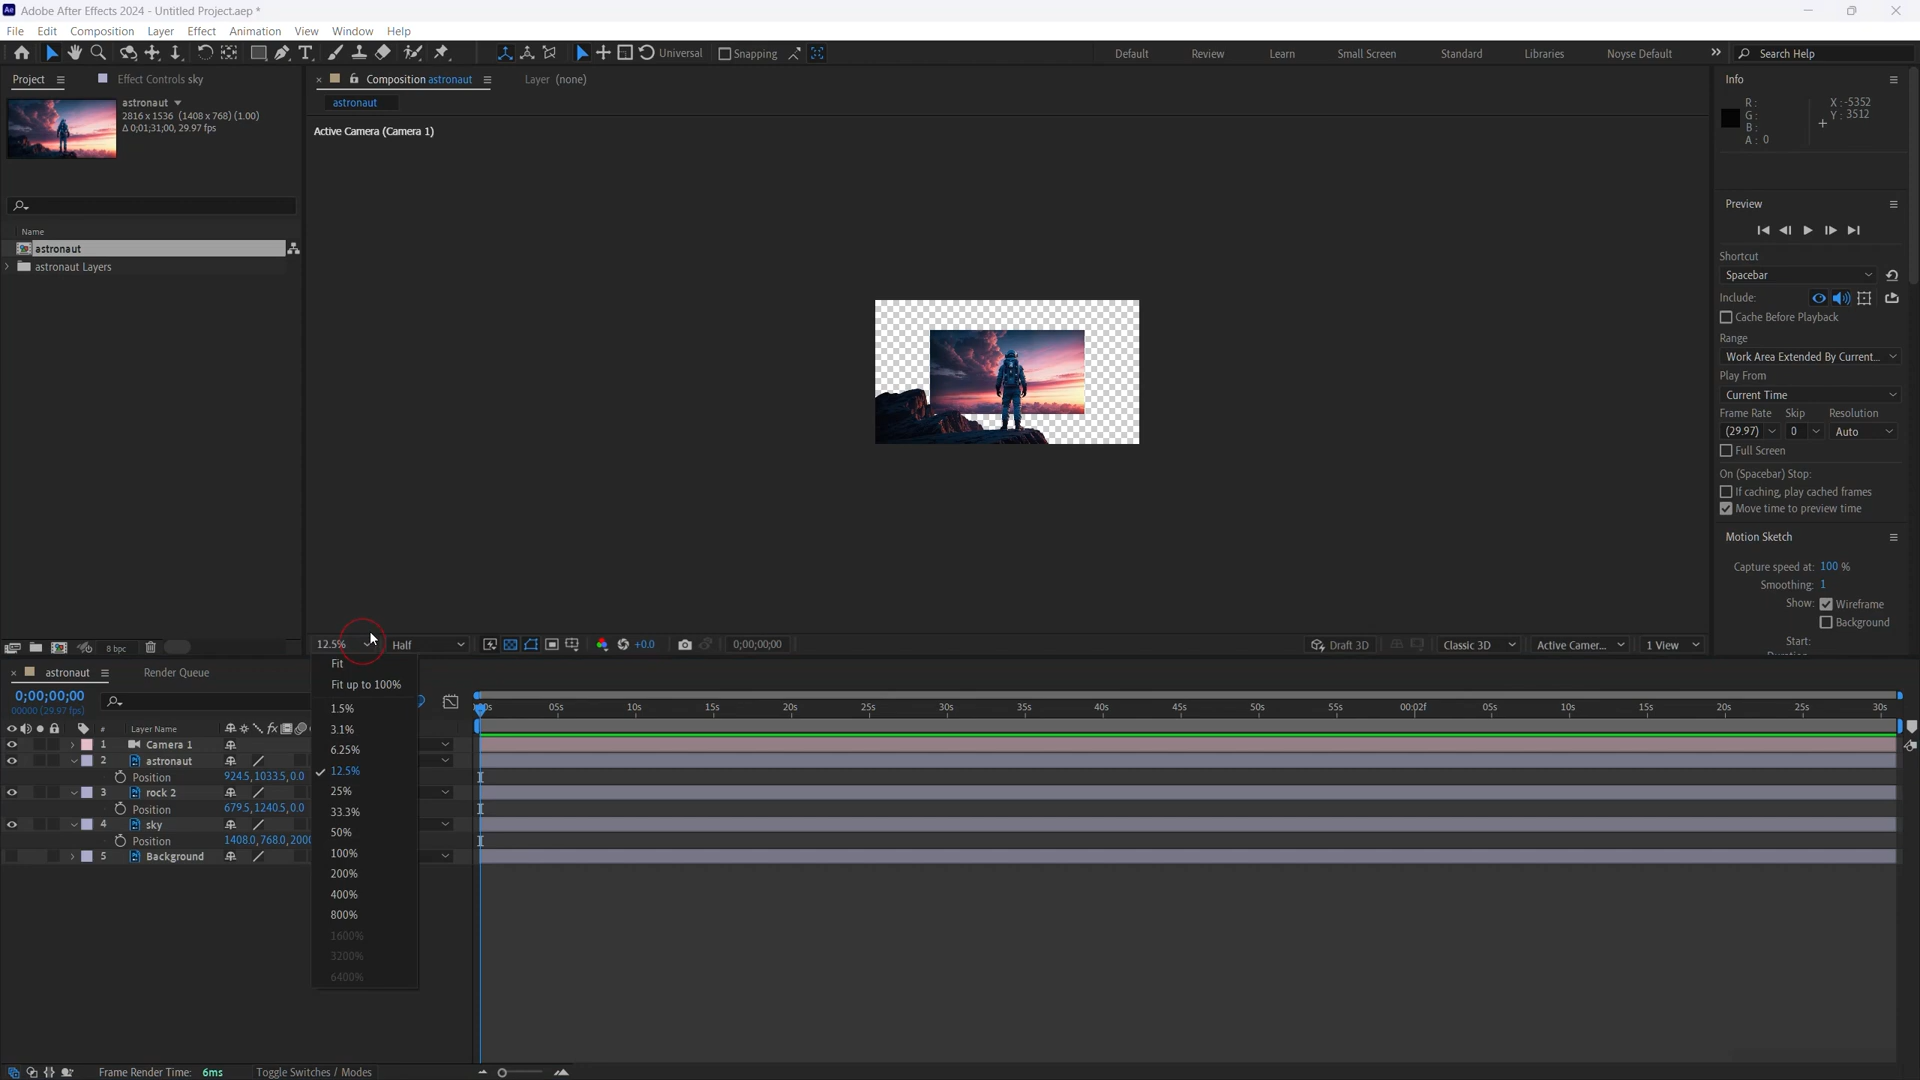 Adobe After Effects 2024 - Untitled Project.aep *
File Edit Composition Layer Effect Animation View Window Help
Universal Snapping Default Review Learn Small Screen Standard Libraries Noyse Default Search Help
Project Effect Controls sky
Composition astronaut Layer (none)
astronaut
2816 x 1536 (1408 x 768) (1.00)
Δ 0;01;31;00, 29.97 fps
astronaut
Active Camera (Camera 1)
Name
astronaut
astronaut Layers
8 bpc
12.5% Half +0.0 0;00;00;00 Draft 3D Classic 3D Active Camer... 1 View
Info
R: X:-5352
G: Y: 3512
B:
A: 0
Preview
Shortcut
Spacebar
Include:
Cache Before Playback
Range
Work Area Extended By Current...
Play From
Current Time
Frame Rate Skip Resolution
(29.97) 0 Auto
Full Screen
On (Spacebar) Stop:
If caching, play cached frames
Move time to preview time
Motion Sketch
Capture speed at: 100 %
Smoothing: 1
Show: Wireframe
Background
Start:
Fit
Fit up to 100%
1.5%
3.1%
6.25%
12.5%
25%
33.3%
50%
100%
200%
400%
800%
1600%
3200%
6400%
astronaut Render Queue
0;00;00;00
00000 (29.97 fps)
# Layer Name
1 Camera 1
2 astronaut
Position 924.5, 1033.5, 0.0
3 rock 2
Position 679.5, 1240.5, 0.0
4 sky
Position 1408.0, 768.0, 200
5 Background
05s 10s 15s 20s 25s 30s 35s 40s 45s 50s 55s 00:02f 05s 10s 15s 20s 25s 30s
Frame Render Time: 6ms Toggle Switches / Modes